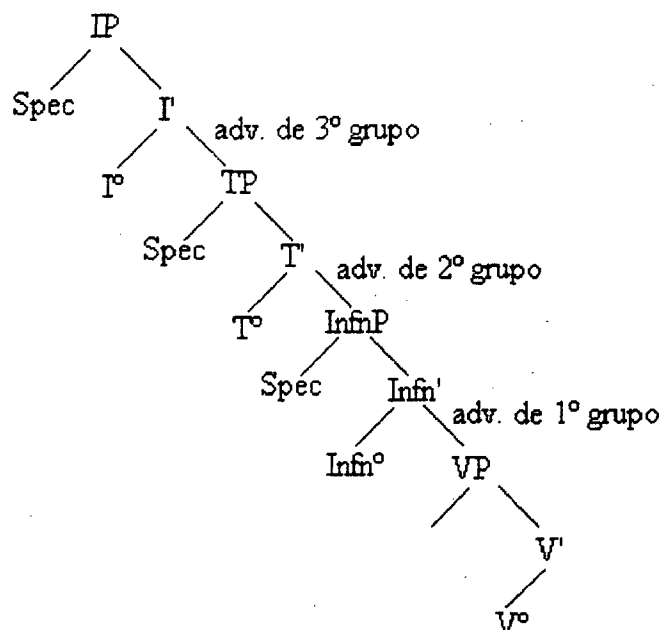 IP
Spec I'
adv. de 3º grupo
Iº TP
Spec T'
adv. de 2º grupo
Tº InfnP
Spec Infn'
adv. de 1º grupo
Infnº VP
V'
Vº